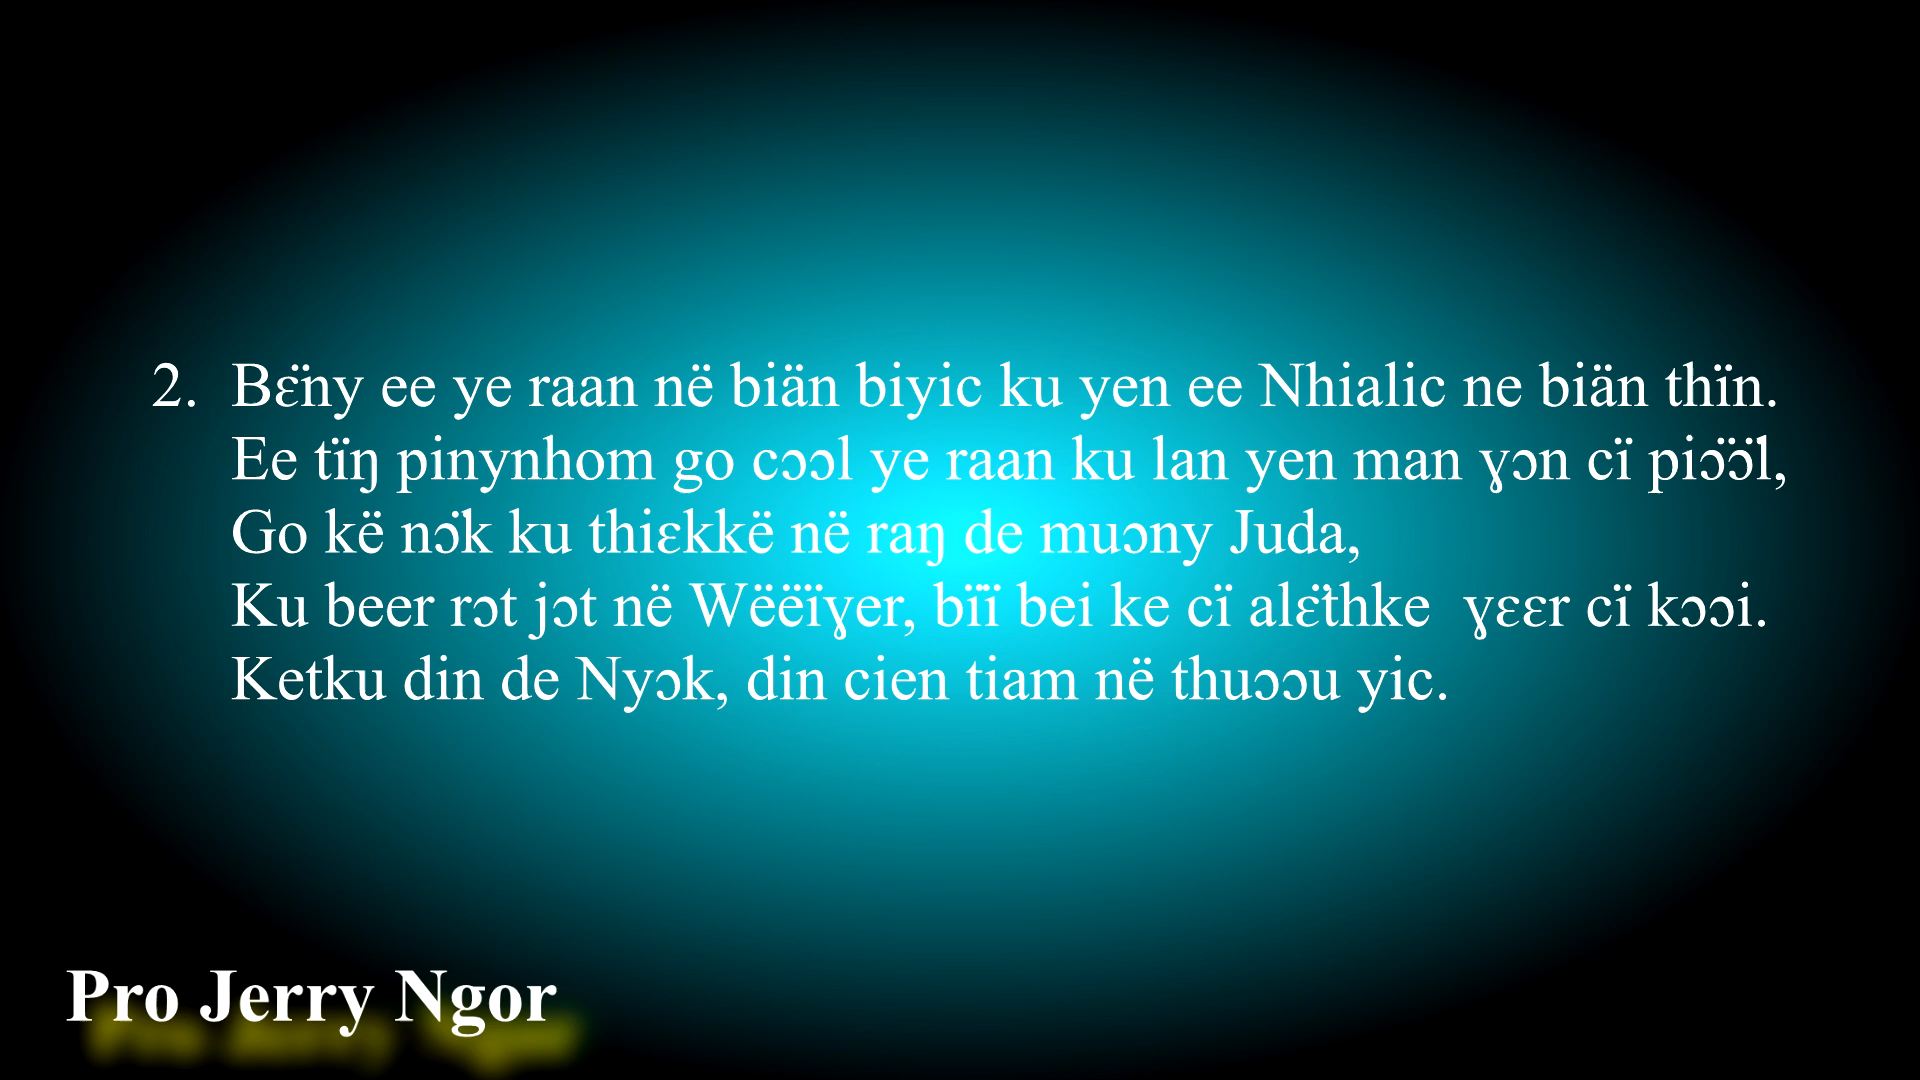 2. Bɛ̈ny ee ye raan në biän biyic ku yen ee Nhialic ne biän thïn.
Ee tïŋ pinynhom go cɔɔl ye raan ku lan yen man ɣɔn cï piɔ̈ɔ̈l,
Go kë nɔ̈k ku thiɛkkë në raŋ de muɔny Juda,
Ku beer rɔt jɔt në Wëëïɣer, bïï bei ke cï alɛ̈thke ɣɛɛr cï kɔɔi.
Ketku din de Nyɔk, din cien tiam në thuɔɔu yic.
Pro Jerry Ngor